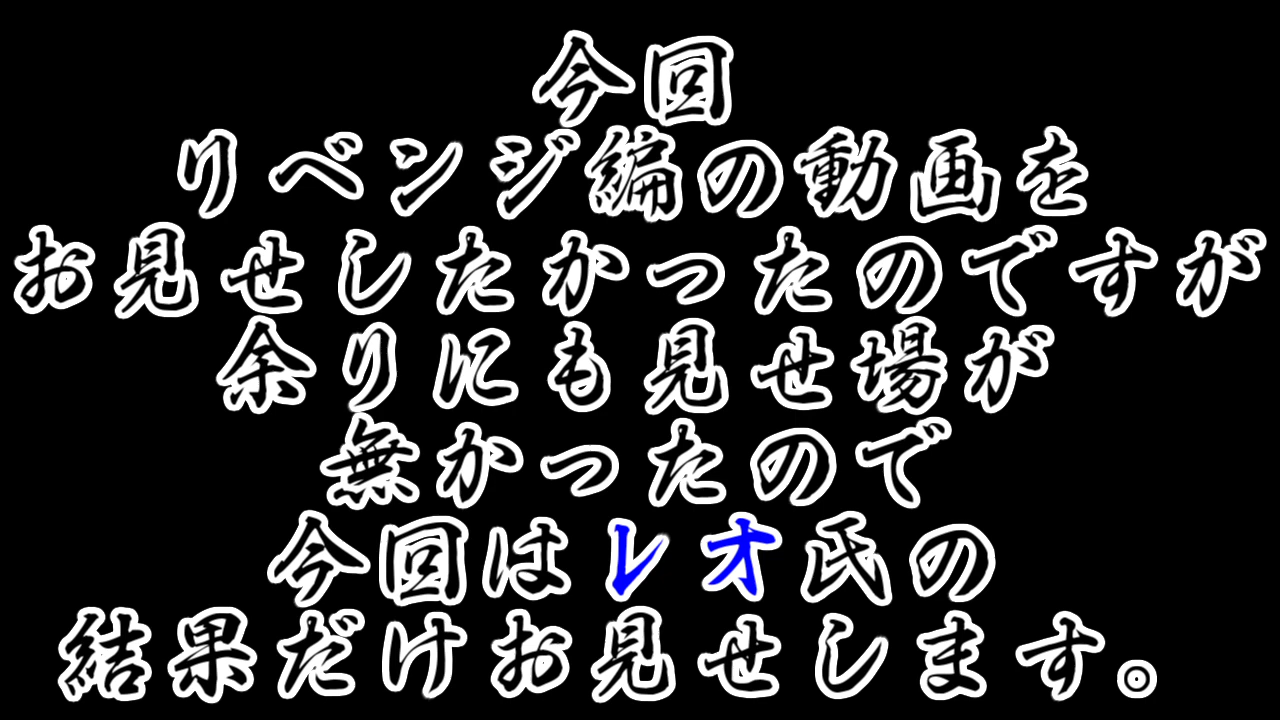 今回
リベンジ編の動画を
お見せしたかったのですが
余りにも見せ場が
無かったので
今回はレオ氏の
結果だけお見せします。